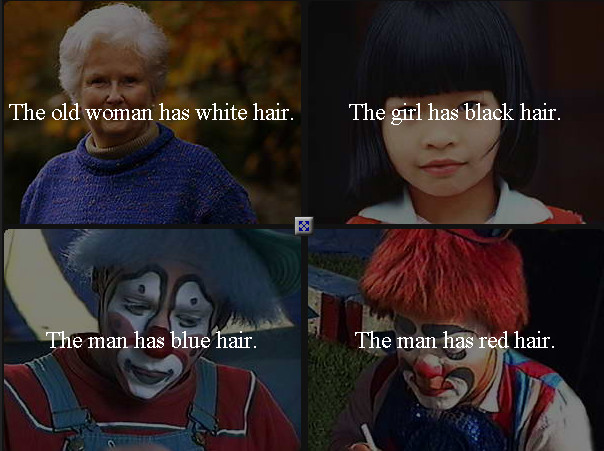 The old woman has white hair.
The girl has black hair.
The man has blue hair.
The man has red hair.